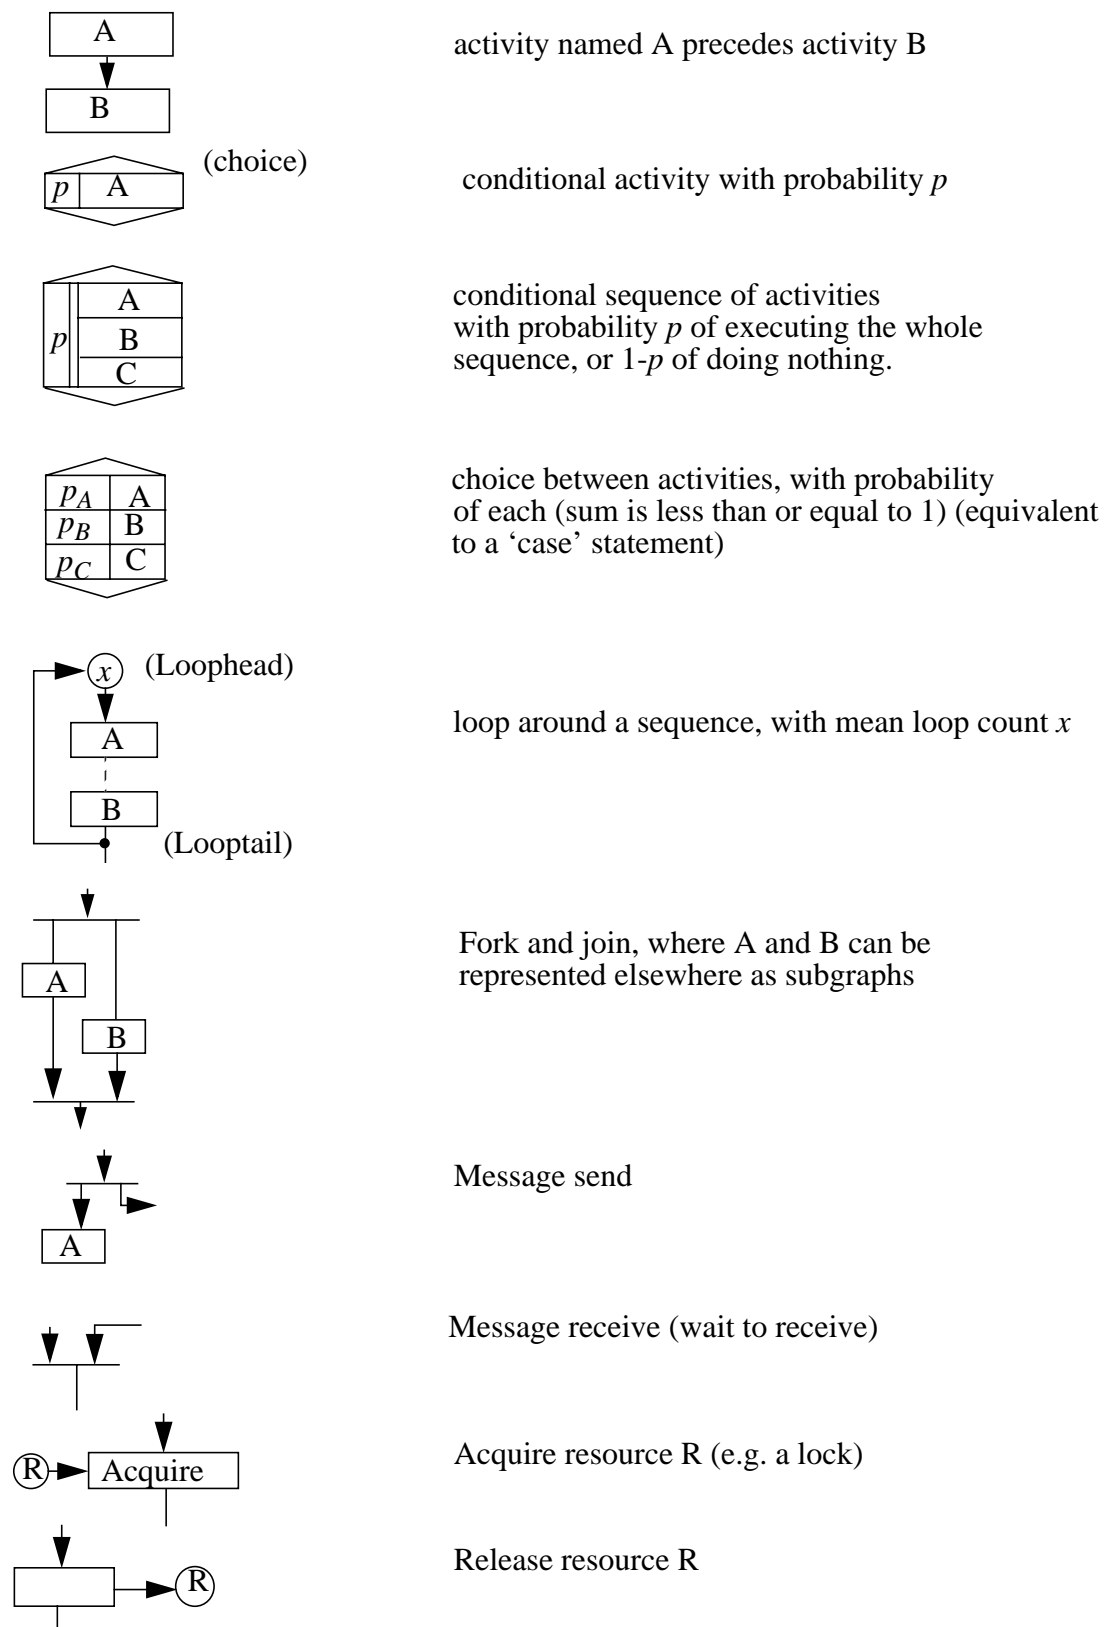 A
activity named A precedes activity B
B
(choice)
p A
conditional activity with probability p
A
B
C
p
conditional sequence of activities
with probability p of executing the whole
sequence, or 1-p of doing nothing.
pA A
pB B
pC C
choice between activities, with probability
of each (sum is less than or equal to 1) (equivalent
to a ‘case’ statement)
x (Loophead)
A
B
(Looptail)
loop around a sequence, with mean loop count x
A
B
Fork and join, where A and B can be
represented elsewhere as subgraphs
Message send
A
Message receive (wait to receive)
R Acquire
Acquire resource R (e.g. a lock)
R
Release resource R